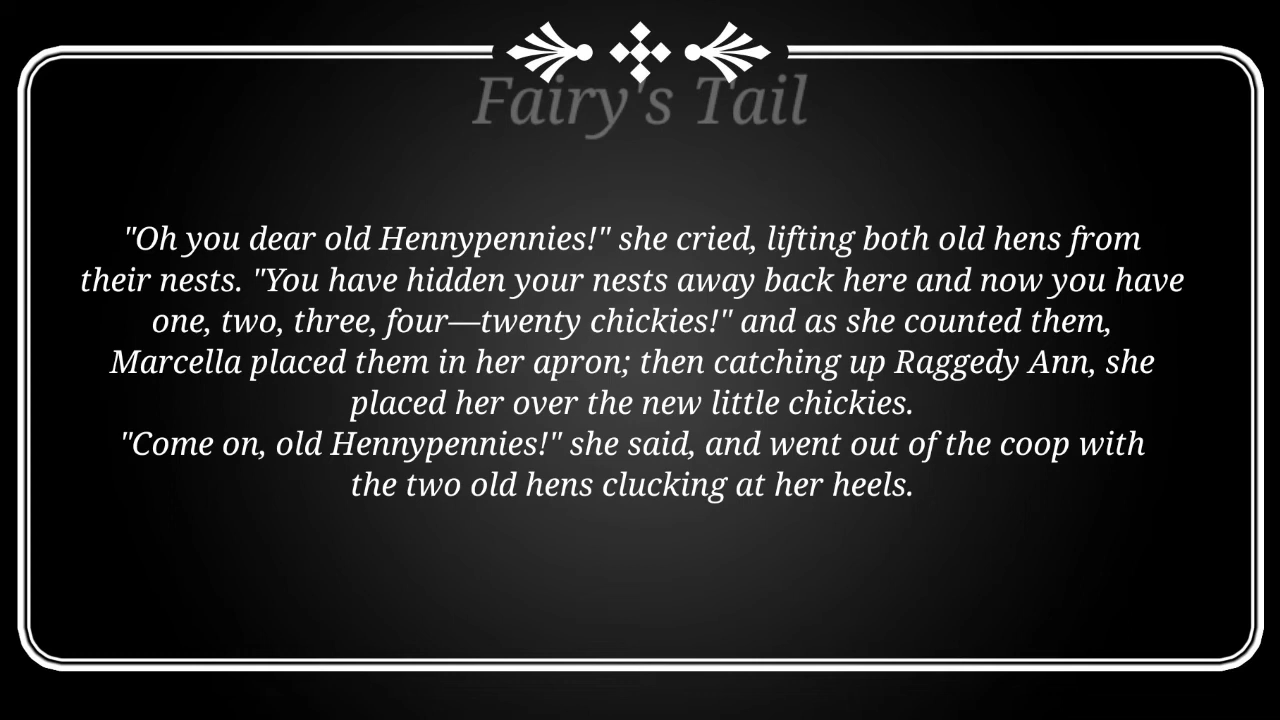 Fairy's Tail
"Oh you dear old Hennypennies!" she cried, lifting both old hens from
their nests. "You have hidden your nests away back here and now you have
one, two, three, four—twenty chickies!" and as she counted them,
Marcella placed them in her apron; then catching up Raggedy Ann, she
placed her over the new little chickies.
"Come on, old Hennypennies!" she said, and went out of the coop with
the two old hens clucking at her heels.